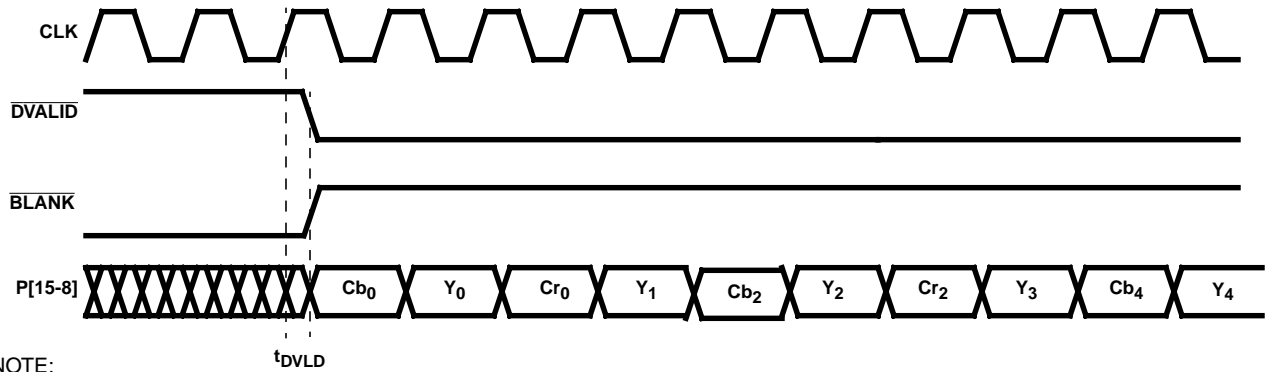 CLK
DVALID
BLANK
P[15-8] Cb0 Y0 Cr0 Y1 Cb2 Y2 Cr2 Y3 Cb4 Y4
tDVLD
NOTE: